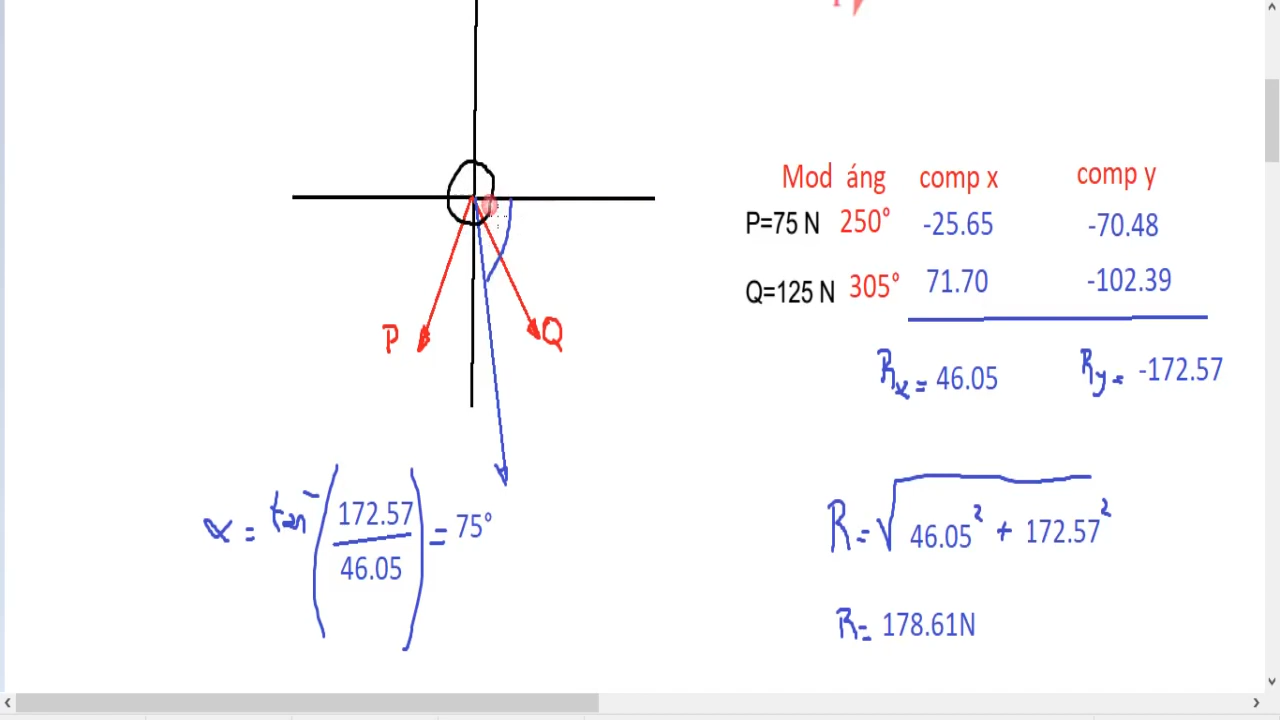 Mod áng comp x comp y
P=75 N 250° -25.65 -70.48
Q=125 N 305° 71.70 -102.39
P Q
Rx= 46.05 Ry= -172.57
α = tan⁻ (172.57/46.05) = 75°
R=√46.05² + 172.57²
R= 178.61N